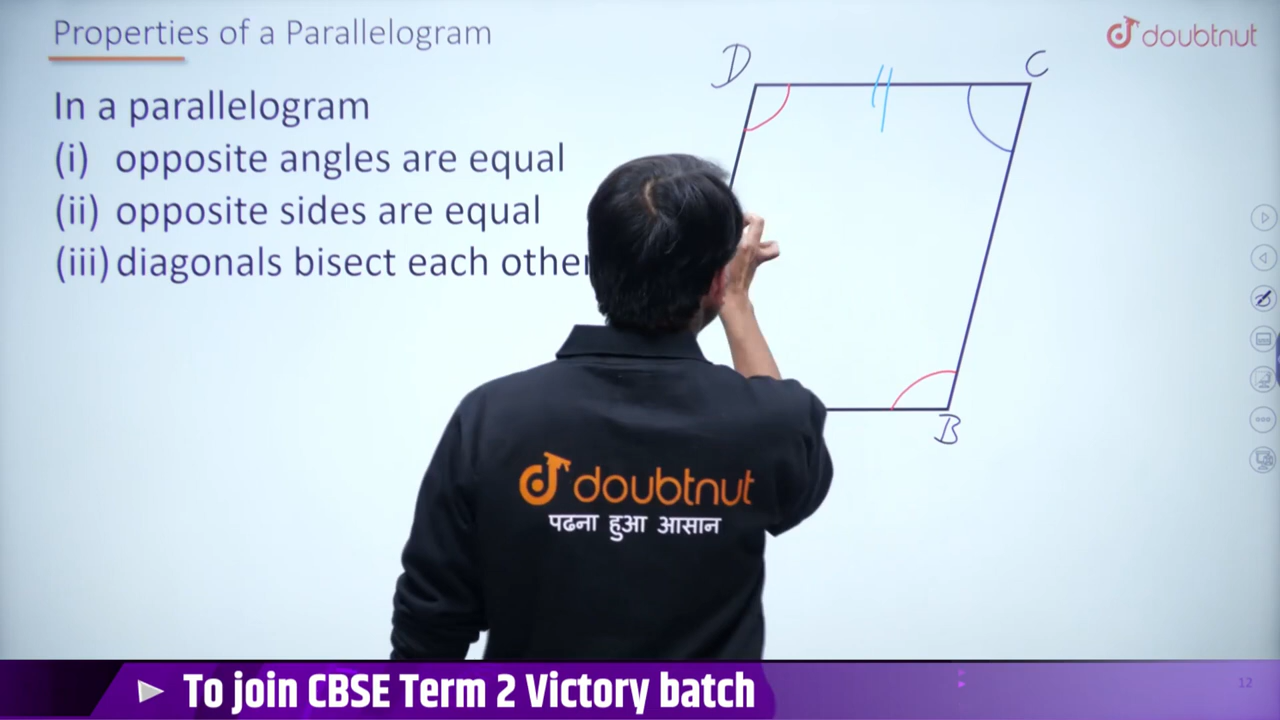 Properties of a Parallelogram
doubtnut
In a parallelogram
(i) opposite angles are equal
(ii) opposite sides are equal
(iii) diagonals bisect each other
D
C
B
doubtnut
पढना हुआ आसान
To join CBSE Term 2 Victory batch
12